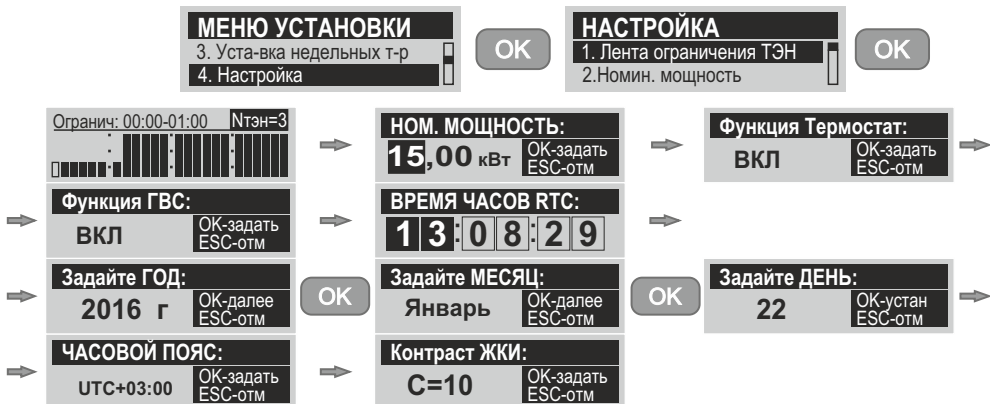 МЕНЮ УСТАНОВКИ
3. Уста-вка недельных т-р
4. Настройка
OK
НАСТРОЙКА
1. Лента ограничения ТЭН
2.Номин. мощность
OK
Огранич: 00:00-01:00 Nтэн=3
НОМ. МОЩНОСТЬ:
15,00 кВт
OK-задать
ESC-отм
Функция Термостат:
ВКЛ
OK-задать
ESC-отм
Функция ГВС:
ВКЛ
OK-задать
ESC-отм
ВРЕМЯ ЧАСОВ RTC:
13:08:29
Задайте ГОД:
2016 г
OK-далее
ESC-отм
OK
Задайте МЕСЯЦ:
Январь
OK-далее
ESC-отм
OK
Задайте ДЕНЬ:
22
OK-устан
ESC-отм
ЧАСОВОЙ ПОЯС:
UTC+03:00
OK-задать
ESC-отм
Контраст ЖКИ:
C=10
OK-задать
ESC-отм